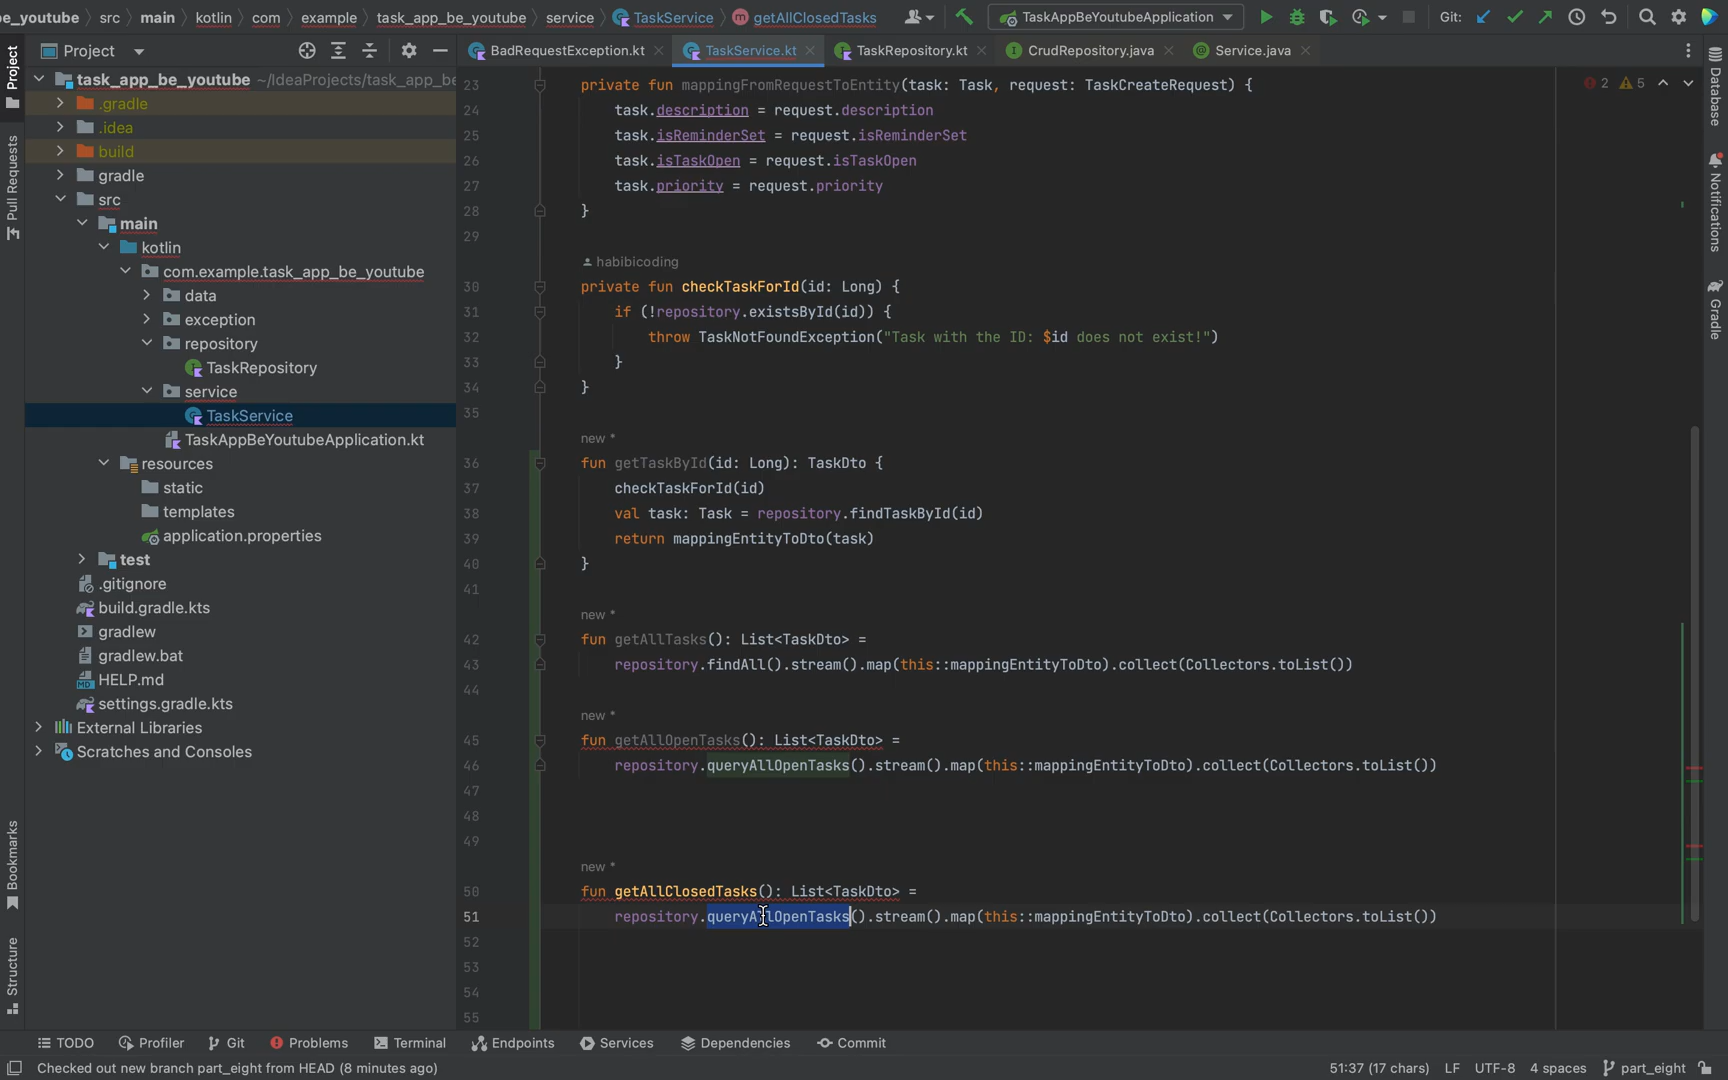 e_youtube
src
main
kotlin
com
example
task_app_be_youtube
service
TaskService
getAllClosedTasks
TaskAppBeYoutubeApplication
Git:
Project
BadRequestException.kt
TaskService.kt
TaskRepository.kt
CrudRepository.java
Service.java
Project
Pull Requests
Bookmarks
Structure
task_app_be_youtube ~/IdeaProjects/task_app_be
.gradle
.idea
build
gradle
src
main
kotlin
com.example.task_app_be_youtube
data
exception
repository
TaskRepository
service
TaskService
TaskAppBeYoutubeApplication.kt
resources
static
templates
application.properties
test
.gitignore
build.gradle.kts
gradlew
gradlew.bat
HELP.md
settings.gradle.kts
External Libraries
Scratches and Consoles
23 private fun mappingFromRequestToEntity(task: Task, request: TaskCreateRequest) {
24 task.description = request.description
25 task.isReminderSet = request.isReminderSet
26 task.isTaskOpen = request.isTaskOpen
27 task.priority = request.priority
28 }
29
habibicoding
30 private fun checkTaskForId(id: Long) {
31 if (!repository.existsById(id)) {
32 throw TaskNotFoundException("Task with the ID: $id does not exist!")
33 }
34 }
35
new *
36 fun getTaskById(id: Long): TaskDto {
37 checkTaskForId(id)
38 val task: Task = repository.findTaskById(id)
39 return mappingEntityToDto(task)
40 }
41
new *
42 fun getAllTasks(): List<TaskDto> =
43 repository.findAll().stream().map(this::mappingEntityToDto).collect(Collectors.toList())
44
new *
45 fun getAllOpenTasks(): List<TaskDto> =
46 repository.queryAllOpenTasks().stream().map(this::mappingEntityToDto).collect(Collectors.toList())
47
48
49
new *
50 fun getAllClosedTasks(): List<TaskDto> =
51 repository.queryAllOpenTasks().stream().map(this::mappingEntityToDto).collect(Collectors.toList())
52
53
54
55
2 5
Database
Notifications
Gradle
TODO
Profiler
Git
Problems
Terminal
Endpoints
Services
Dependencies
Commit
Checked out new branch part_eight from HEAD (8 minutes ago)
51:37 (17 chars)
LF
UTF-8
4 spaces
part_eight